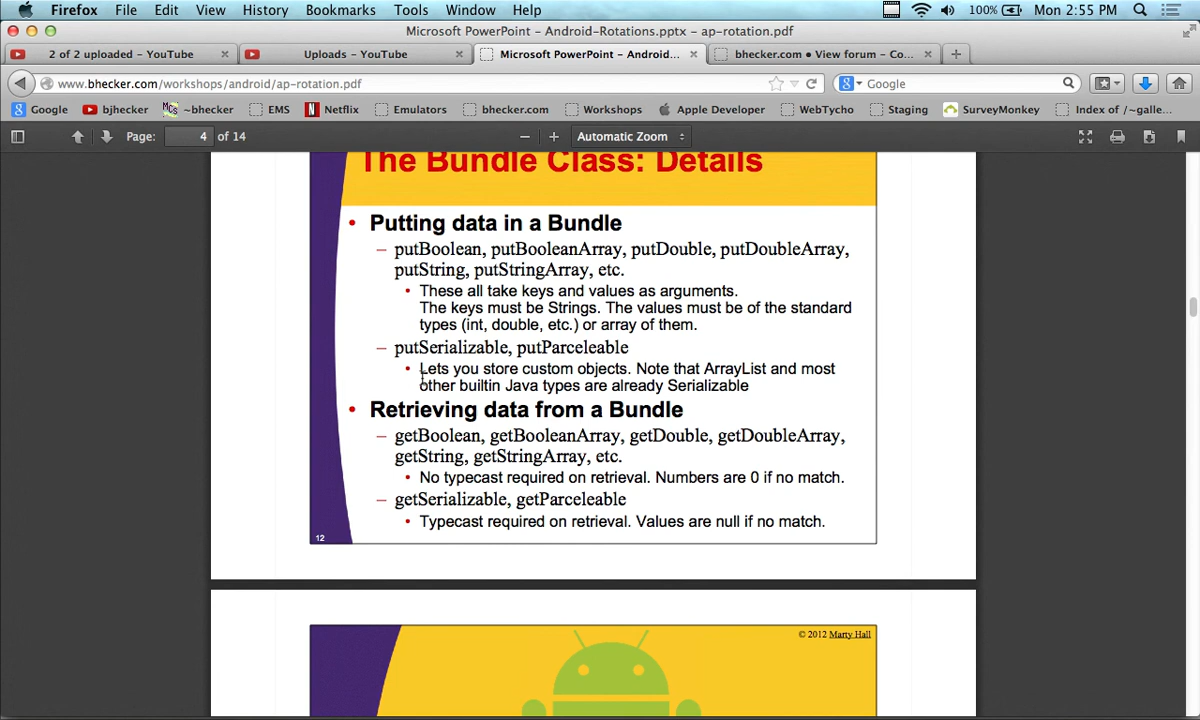 Firefox File Edit View History Bookmarks Tools Window Help 100% Mon 2:55 PM
Microsoft PowerPoint - Android-Rotations.pptx - ap-rotation.pdf
2 of 2 uploaded - YouTube × Uploads - YouTube × Microsoft PowerPoint - Android... × bhecker.com • View forum - Co... × +
www.bhecker.com/workshops/android/ap-rotation.pdf Google
Google bjhecker ~bhecker EMS Netflix Emulators bhecker.com Workshops Apple Developer WebTycho Staging SurveyMonkey Index of /~galle...
Page: 4 of 14 − + Automatic Zoom
The Bundle Class: Details
• Putting data in a Bundle
– putBoolean, putBooleanArray, putDouble, putDoubleArray,
putString, putStringArray, etc.
• These all take keys and values as arguments.
The keys must be Strings. The values must be of the standard
types (int, double, etc.) or array of them.
– putSerializable, putParceleable
• Lets you store custom objects. Note that ArrayList and most
other builtin Java types are already Serializable
• Retrieving data from a Bundle
– getBoolean, getBooleanArray, getDouble, getDoubleArray,
getString, getStringArray, etc.
• No typecast required on retrieval. Numbers are 0 if no match.
– getSerializable, getParceleable
• Typecast required on retrieval. Values are null if no match.
12
© 2012 Marty Hall